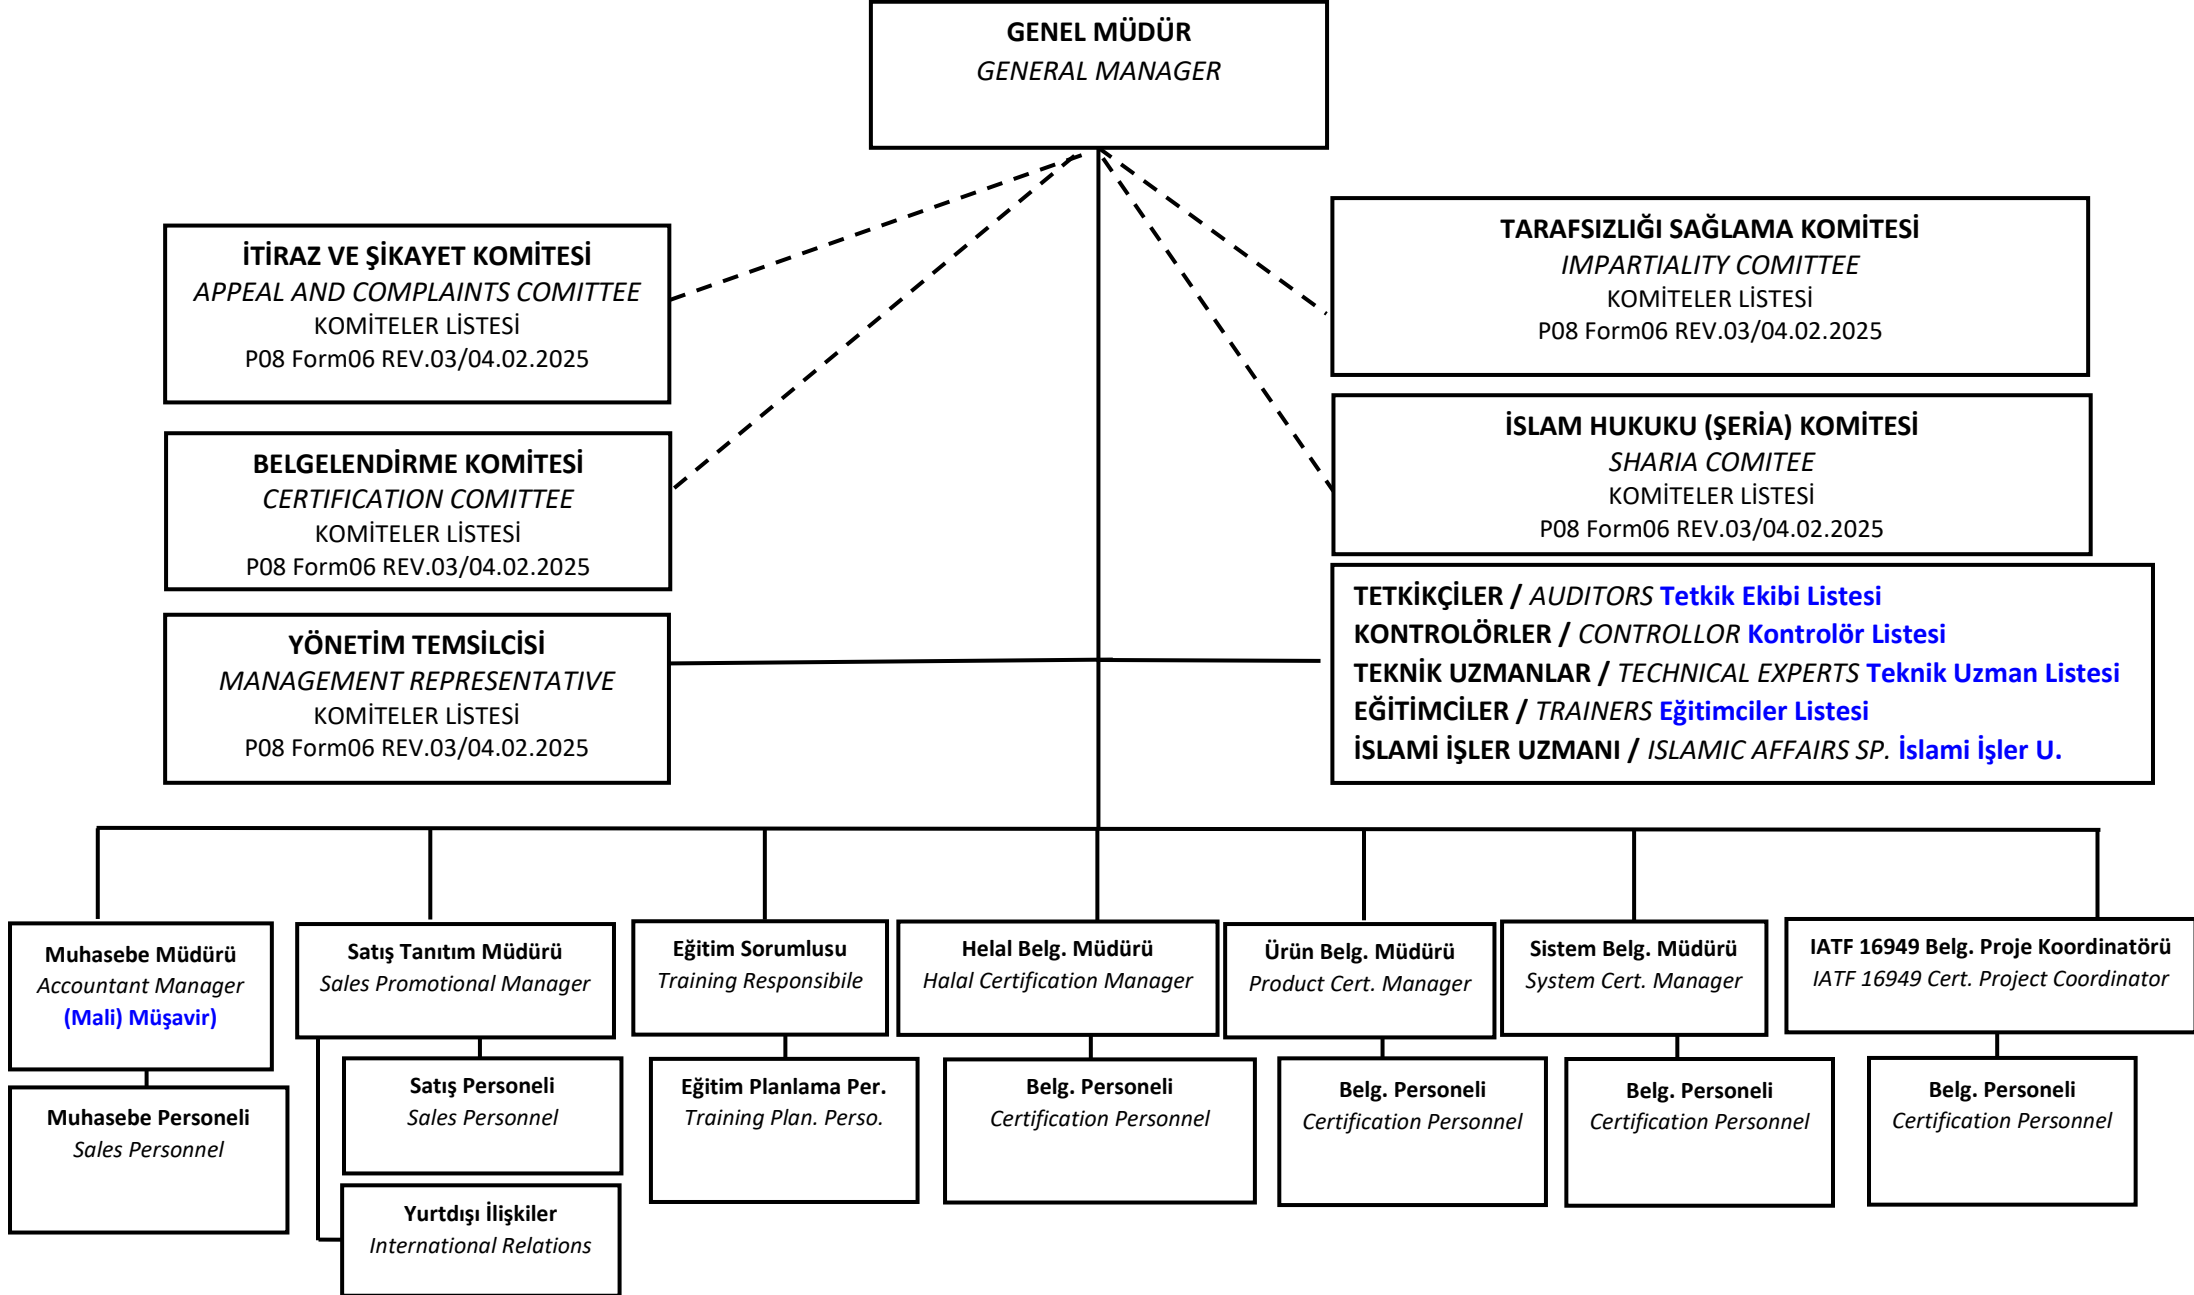 GENEL MÜDÜR
GENERAL MANAGER
İTİRAZ VE ŞİKAYET KOMİTESİ
APPEAL AND COMPLAINTS COMITTEE
KOMİTELER LİSTESİ
P08 Form06 REV.03/04.02.2025
TARAFSIZLIĞI SAĞLAMA KOMİTESİ
IMPARTIALITY COMITTEE
KOMİTELER LİSTESİ
P08 Form06 REV.03/04.02.2025
BELGELENDİRME KOMİTESİ
CERTIFICATION COMITTEE
KOMİTELER LİSTESİ
P08 Form06 REV.03/04.02.2025
İSLAM HUKUKU (ŞERİA) KOMİTESİ
SHARIA COMITEE
KOMİTELER LİSTESİ
P08 Form06 REV.03/04.02.2025
YÖNETİM TEMSİLCİSİ
MANAGEMENT REPRESENTATIVE
KOMİTELER LİSTESİ
P08 Form06 REV.03/04.02.2025
TETKİKÇİLER / AUDITORS Tetkik Ekibi Listesi
KONTROLÖRLER / CONTROLLOR Kontrolör Listesi
TEKNİK UZMANLAR / TECHNICAL EXPERTS Teknik Uzman Listesi
EĞİTİMCİLER / TRAINERS Eğitimciler Listesi
İSLAMİ İŞLER UZMANI / ISLAMIC AFFAIRS SP. İslami İşler U.
Muhasebe Müdürü
Accountant Manager
(Mali) Müşavir)
Satış Tanıtım Müdürü
Sales Promotional Manager
Eğitim Sorumlusu
Training Responsibile
Helal Belg. Müdürü
Halal Certification Manager
Ürün Belg. Müdürü
Product Cert. Manager
Sistem Belg. Müdürü
System Cert. Manager
IATF 16949 Belg. Proje Koordinatörü
IATF 16949 Cert. Project Coordinator
Muhasebe Personeli
Sales Personnel
Satış Personeli
Sales Personnel
Eğitim Planlama Per.
Training Plan. Perso.
Belg. Personeli
Certification Personnel
Belg. Personeli
Certification Personnel
Belg. Personeli
Certification Personnel
Belg. Personeli
Certification Personnel
Yurtdışı İlişkiler
International Relations